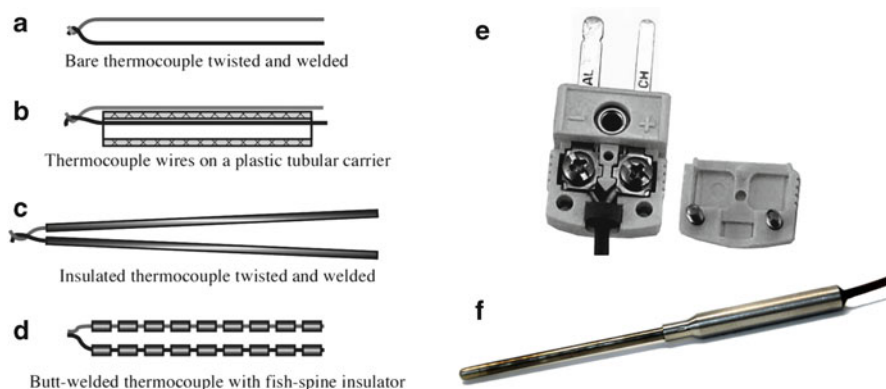 a
Bare thermocouple twisted and welded
b
Thermocouple wires on a plastic tubular carrier
c
Insulated thermocouple twisted and welded
d
Butt-welded thermocouple with fish-spine insulator
e
AL
CH
− +
f